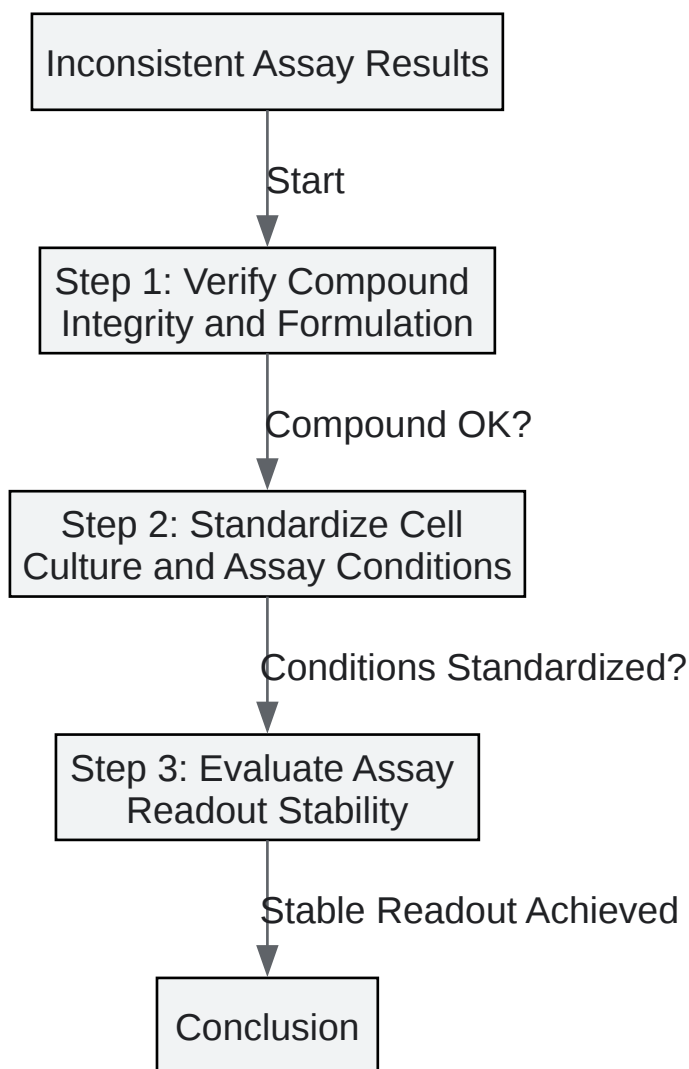 Inconsistent Assay Results
Start
Step 1: Verify Compound
Integrity and Formulation
Compound OK?
Step 2: Standardize Cell
Culture and Assay Conditions
Conditions Standardized?
Step 3: Evaluate Assay
Readout Stability
Stable Readout Achieved
Conclusion